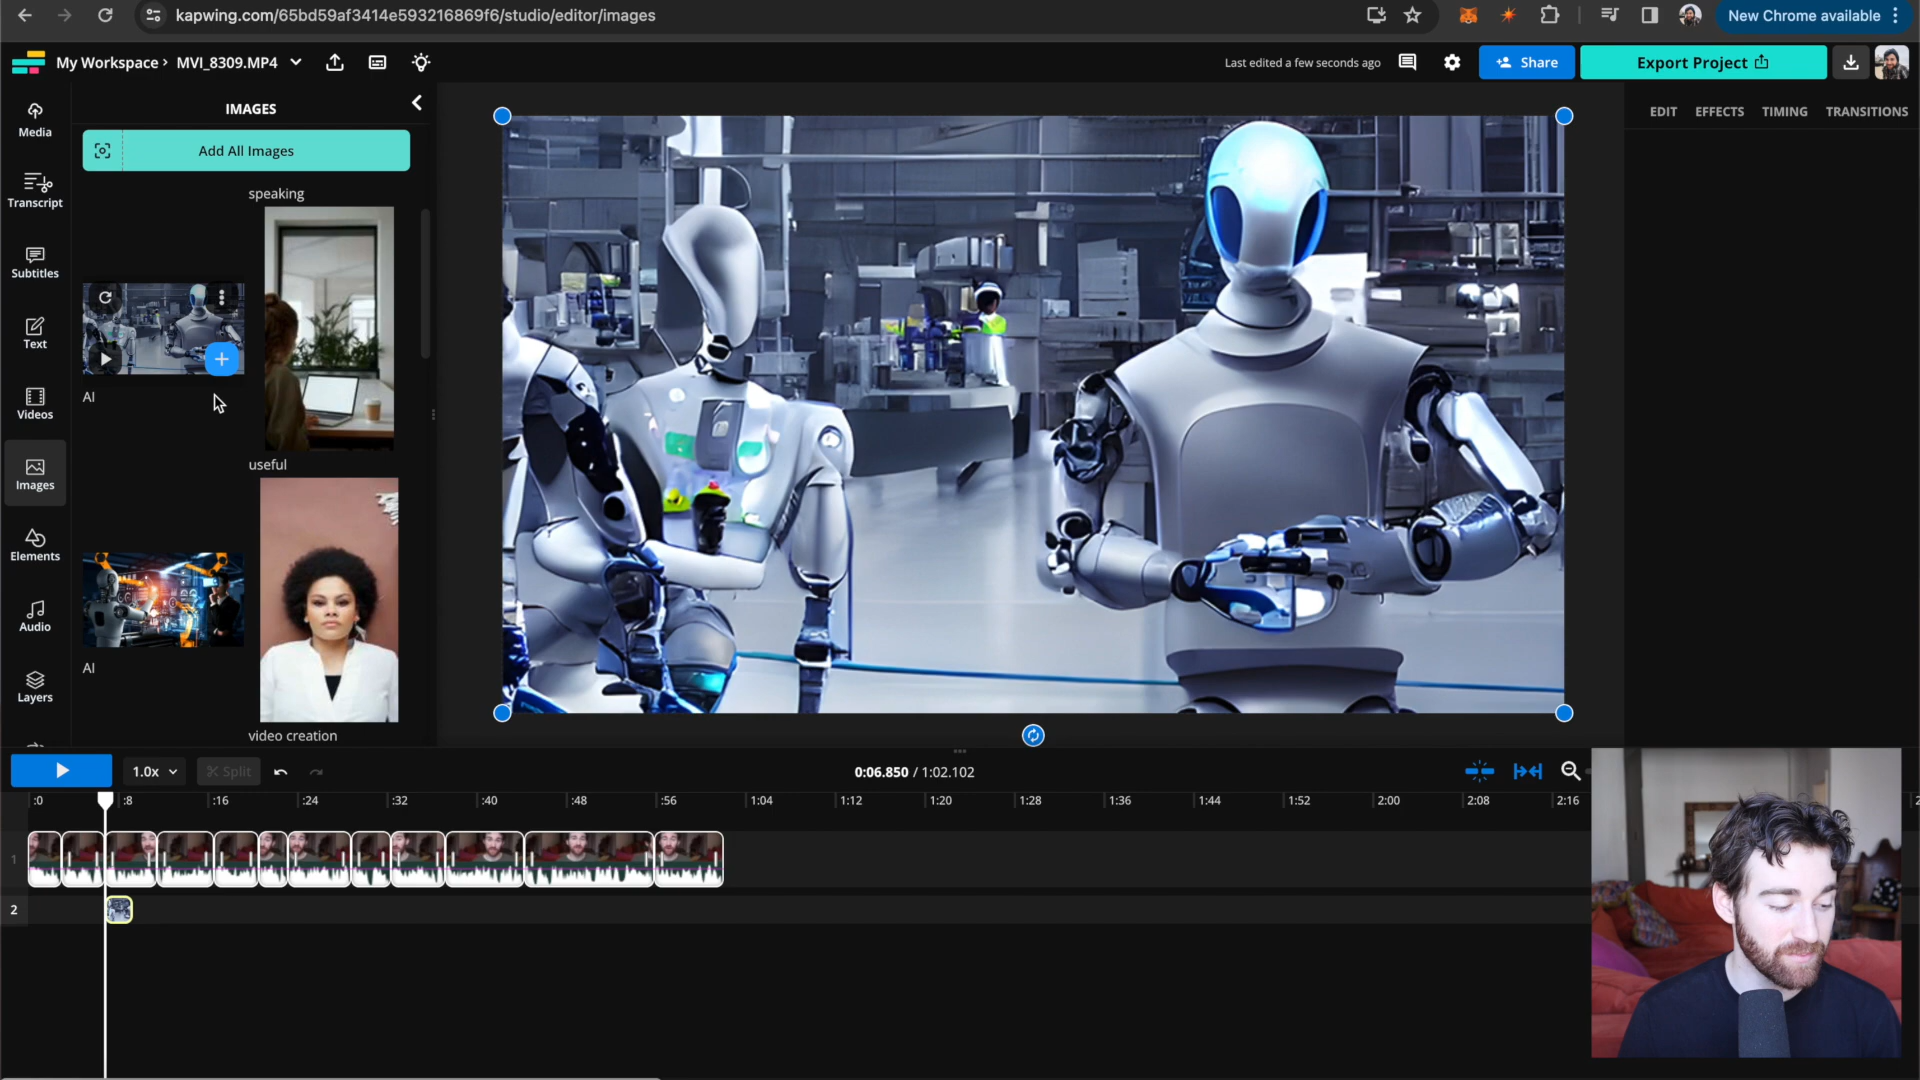 kapwing.com/65bd59af3414e593216869f6/studio/editor/images
New Chrome available
My Workspace › MVI_8309.MP4
Last edited a few seconds ago
Share
Export Project
Media
Transcript
Subtitles
Text
Videos
Images
Elements
Audio
Layers
IMAGES
Add All Images
speaking
AI
useful
AI
video creation
EDIT
EFFECTS
TIMING
TRANSITIONS
1.0x
Split
0:06.850 / 1:02.102
:0
:8
:16
:24
:32
:40
:48
:56
1:04
1:12
1:20
1:28
1:36
1:44
1:52
2:00
2:08
2:16
1
2